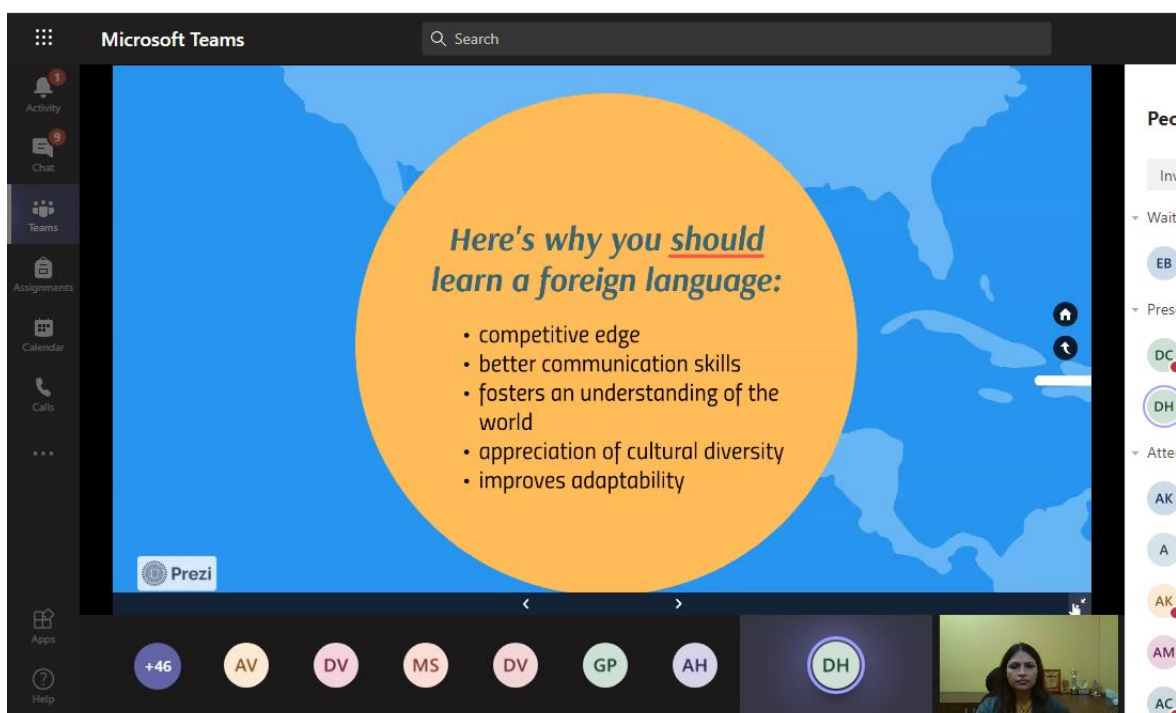 Microsoft Teams
Search
1
Activity
9
Chat
Teams
Assignments
Calendar
Calls
Apps
Help
Here's why you should
learn a foreign language:
• competitive edge
• better communication skills
• fosters an understanding of the
world
• appreciation of cultural diversity
• improves adaptability
Prezi
+46
AV
DV
MS
DV
GP
AH
DH
EB
DC
DH
AK
A
AK
AM
AC